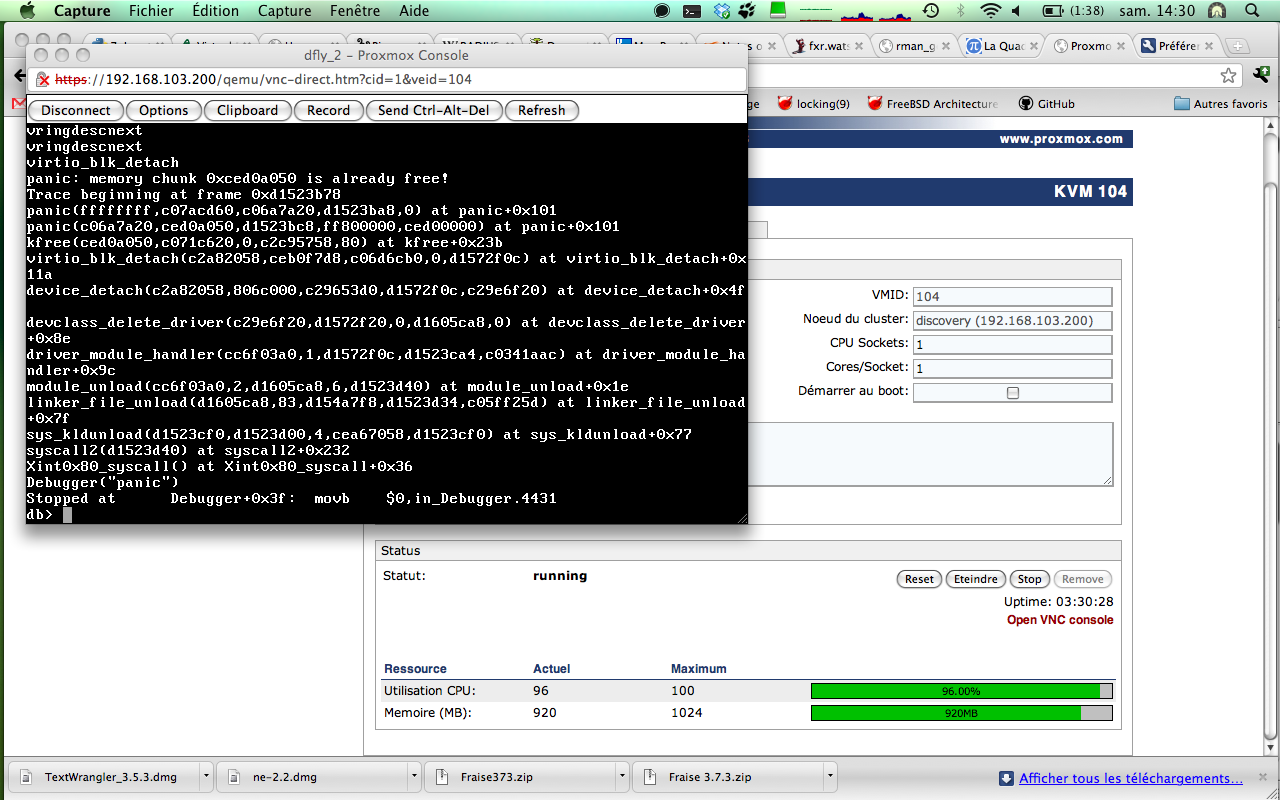 Capture Fichier Édition Capture Fenêtre Aide (1:38) sam. 14:30
dfly_2 – Proxmox Console
fxr.wats rman_g La Quad Proxmo Préfére
https://192.168.103.200/qemu/vnc-direct.htm?cid=1&veid=104
Disconnect Options Clipboard Record Send Ctrl-Alt-Del Refresh
ge locking(9) FreeBSD Architecture GitHub Autres favoris
www.proxmox.com
KVM 104
vringdescnext
vringdescnext
virtio_blk_detach
panic: memory chunk 0xced0a050 is already free!
Trace beginning at frame 0xd1523b78
panic(ffffffff,c07acd60,c06a7a20,d1523ba8,0) at panic+0x101
panic(c06a7a20,ced0a050,d1523bc8,ff800000,ced00000) at panic+0x101
kfree(ced0a050,c071c620,0,c2c95758,80) at kfree+0x23b
virtio_blk_detach(c2a82058,ceb0f7d8,c06d6cb0,0,d1572f0c) at virtio_blk_detach+0x
11a
device_detach(c2a82058,806c000,c29653d0,d1572f0c,c29e6f20) at device_detach+0x4f
devclass_delete_driver(c29e6f20,d1572f20,0,d1605ca8,0) at devclass_delete_driver
+0x8e
driver_module_handler(cc6f03a0,1,d1572f0c,d1523ca4,c0341aac) at driver_module_ha
ndler+0x9c
module_unload(cc6f03a0,2,d1605ca8,6,d1523d40) at module_unload+0x1e
linker_file_unload(d1605ca8,83,d154a7f8,d1523d34,c05ff25d) at linker_file_unload
+0x7f
sys_kldunload(d1523cf0,d1523d00,4,cea67058,d1523cf0) at sys_kldunload+0x77
syscall2(d1523d40) at syscall2+0x232
Xint0x80_syscall() at Xint0x80_syscall+0x36
Debugger("panic")
Stopped at Debugger+0x3f: movb $0,in_Debugger.4431
db>
VMID: 104
Noeud du cluster: discovery (192.168.103.200)
CPU Sockets: 1
Cores/Socket: 1
Démarrer au boot:
Status
Statut: running Reset Eteindre Stop Remove
Uptime: 03:30:28
Open VNC console
Ressource Actuel Maximum
Utilisation CPU: 96 100 96.00%
Memoire (MB): 920 1024 920MB
TextWrangler_3.5.3.dmg ne-2.2.dmg Fraise373.zip Fraise 3.7.3.zip Afficher tous les téléchargements...